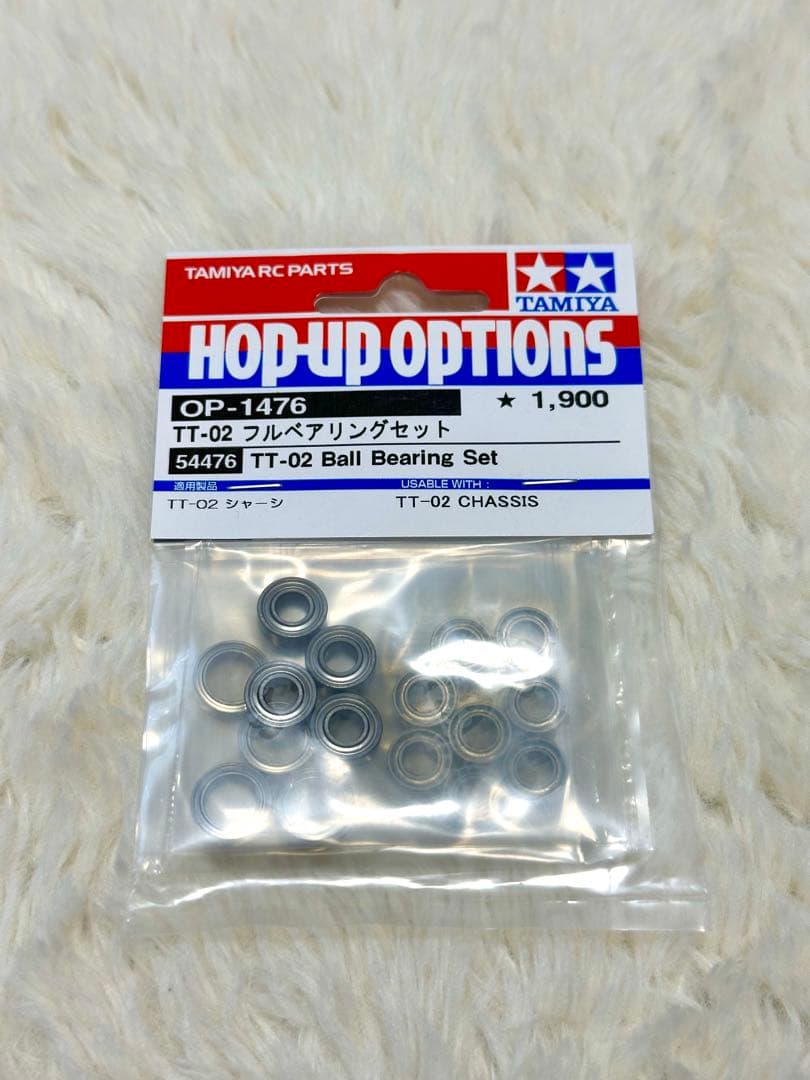 TAMIYA RC PARTS
TAMIYA
HOP-UP OPTIONS
OP-1476 ★ 1,900
TT-02 フルベアリングセット
54476 TT-02 Ball Bearing Set
適用製品 USABLE WITH :
TT-02 シャーシ TT-02 CHASSIS